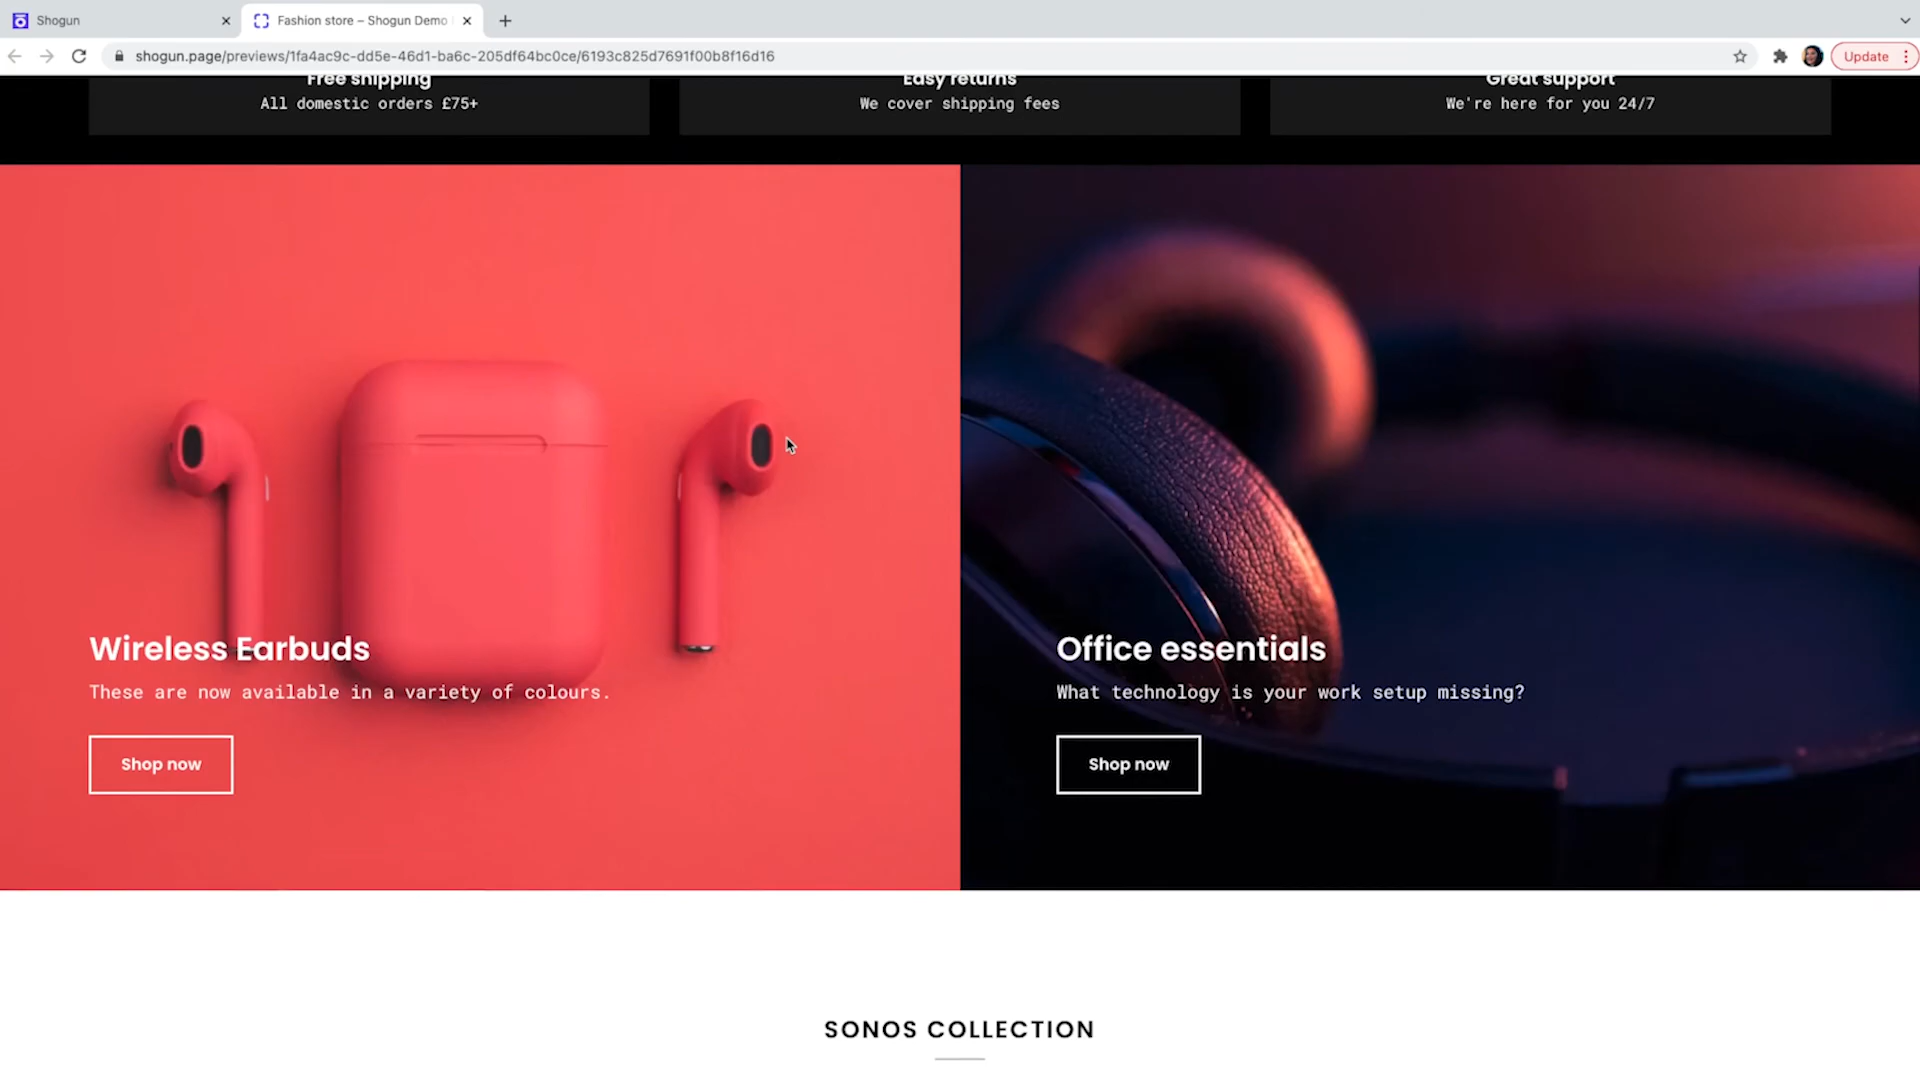 Shogun
Fashion store – Shogun Demo
shogun.page/previews/1fa4ac9c-dd5e-46d1-ba6c-205df64bc0ce/6193c825d7691f00b8f16d16
Update
Free shipping
All domestic orders £75+
Easy returns
We cover shipping fees
Great support
We're here for you 24/7
Wireless Earbuds
These are now available in a variety of colours.
Shop now
Office essentials
What technology is your work setup missing?
Shop now
SONOS COLLECTION